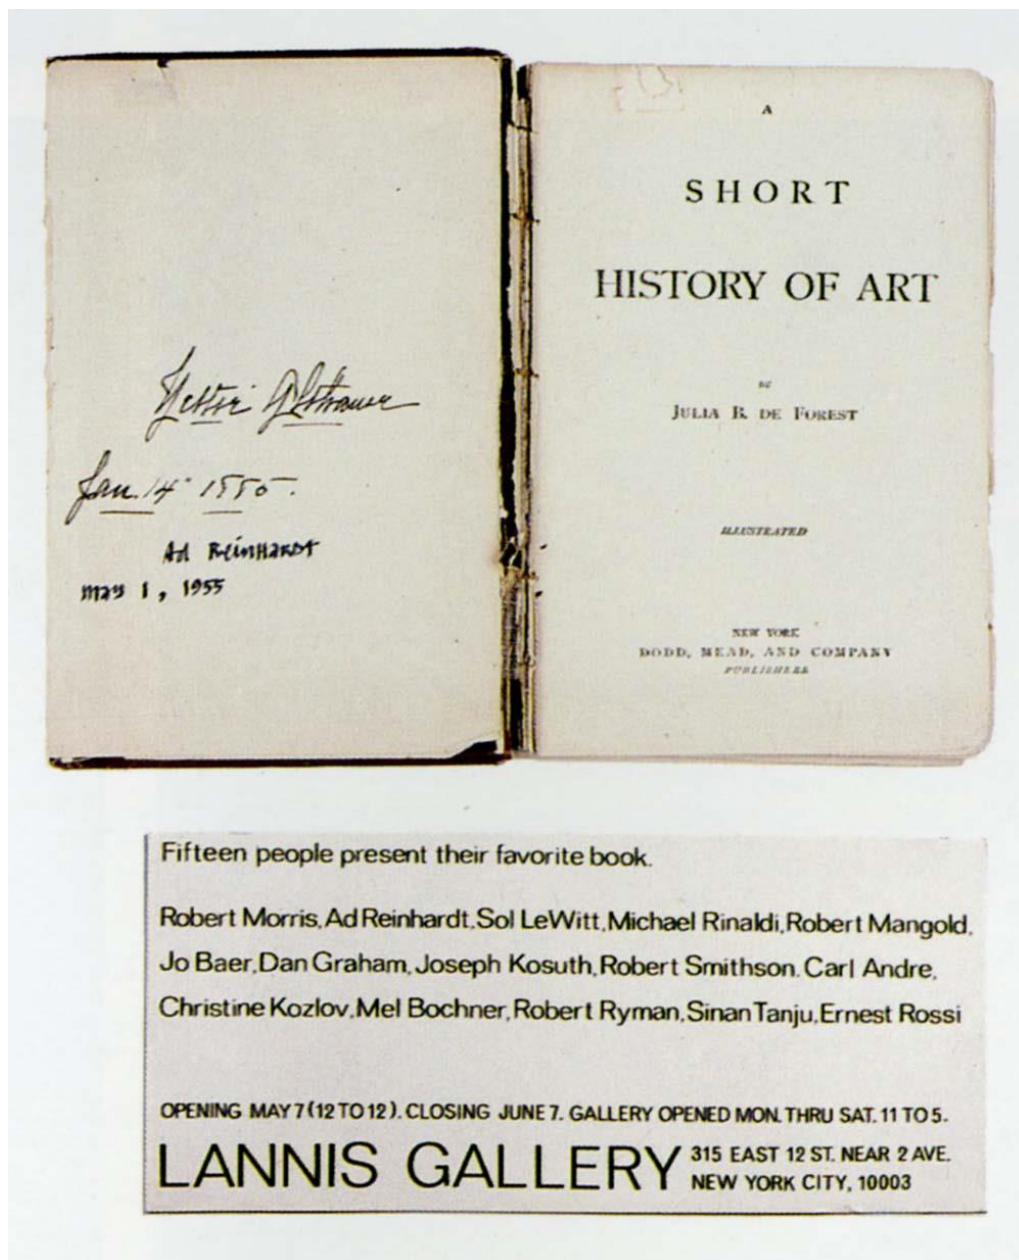 A
SHORT
HISTORY OF ART
BY
JULIA B. DE FOREST
ILLUSTRATED
NEW YORK
DODD, MEAD, AND COMPANY
PUBLISHERS
Jan. 14
Ad Reinhardt
may 1, 1955
Fifteen people present their favorite book.
Robert Morris, Ad Reinhardt, Sol LeWitt, Michael Rinaldi, Robert Mangold,
Jo Baer, Dan Graham, Joseph Kosuth, Robert Smithson, Carl Andre,
Christine Kozlov, Mel Bochner, Robert Ryman, Sinan Tanju, Ernest Rossi
OPENING MAY 7 (12 TO 12). CLOSING JUNE 7. GALLERY OPENED MON. THRU SAT. 11 TO 5.
LANNIS GALLERY
315 EAST 12 ST. NEAR 2 AVE.
NEW YORK CITY, 10003